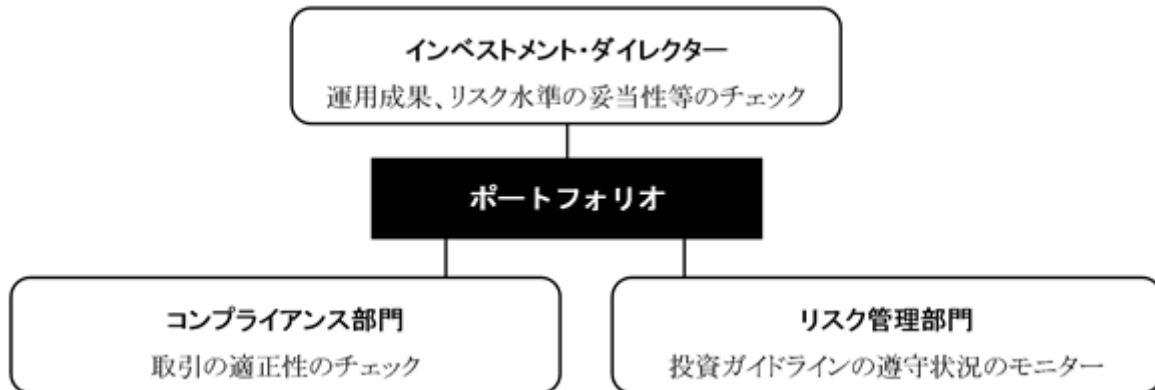 インベストメント・ダイレクター
運用成果、リスク水準の妥当性等のチェック
ポートフォリオ
コンプライアンス部門
取引の適正性のチェック
リスク管理部門
投資ガイドラインの遵守状況のモニター